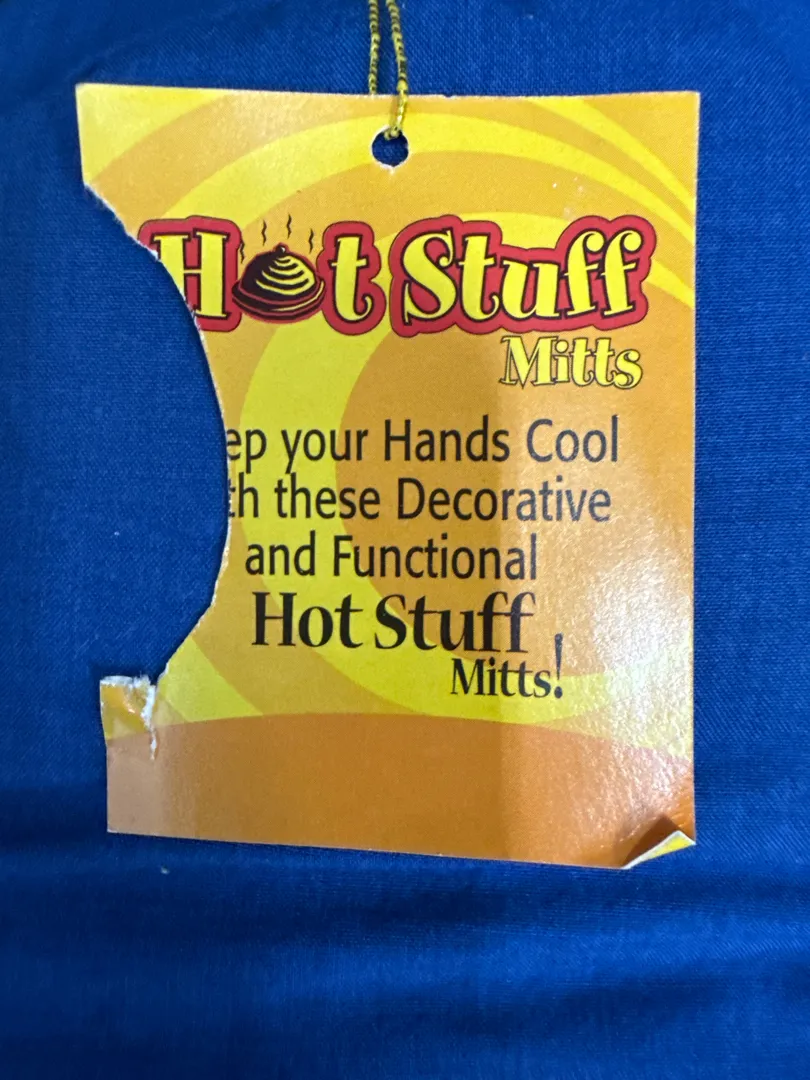 Hot Stuff
Mitts
ep your Hands Cool
th these Decorative
and Functional
Hot Stuff
Mitts!